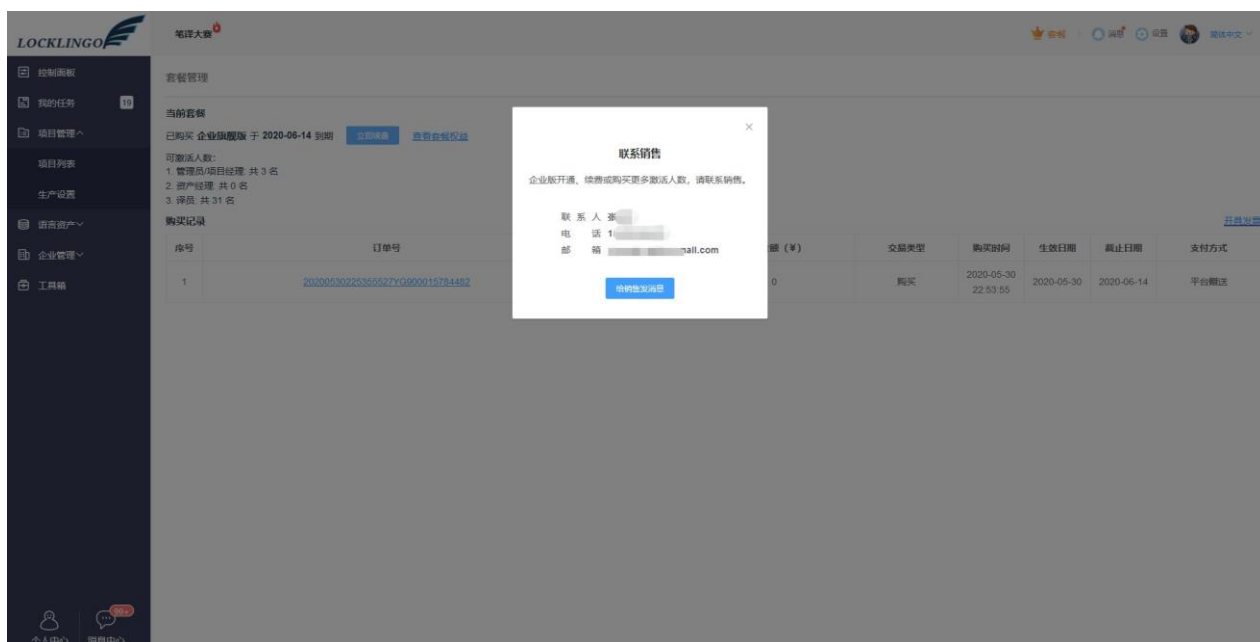 LOCKLINGO
笔译大赛
套餐
消息
设置
简体中文
控制面板
我的任务 19
项目管理
项目列表
生产设置
语言资产
企业管理
工具箱
个人中心 消息中心
99+
套餐管理
当前套餐
已购买 企业旗舰版 于 2020-06-14 到期 立即续费 查看套餐权益
可激活人数：
1. 管理员/项目经理: 共 3 名
2. 资产经理: 共 0 名
3. 译员: 共 31 名
购买记录
开具发票
序号 订单号 额（¥） 交易类型 购买时间 生效日期 截止日期 支付方式
1 0 购买 2020-05-30 2020-05-30 2020-06-14 平台赠送
22:53:55
联系销售
企业版开通，续费或购买更多激活人数，请联系销售。
联 系 人 张
电 话 1
邮 箱 mail.com
给销售发消息